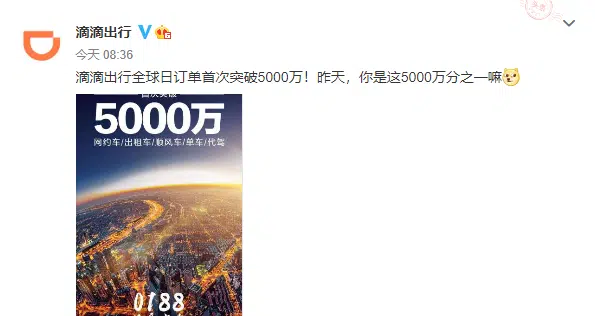 滴滴出行
今天 08:36
滴滴出行全球日订单首次突破5000万！昨天，你是这5000万分之一嘛
5000万
网约车/出租车/顺风车/单车/代驾